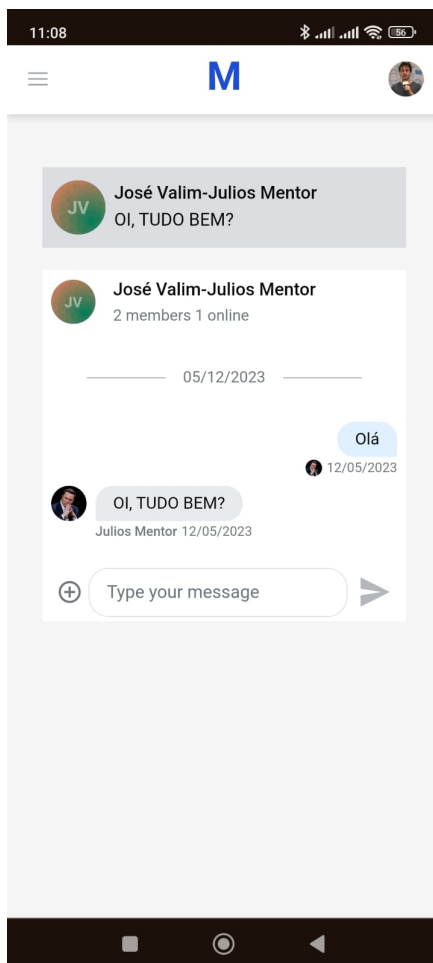 11:08
56
M
JV
José Valim-Julios Mentor
OI, TUDO BEM?
JV
José Valim-Julios Mentor
2 members 1 online
05/12/2023
Olá
12/05/2023
OI, TUDO BEM?
Julios Mentor 12/05/2023
Type your message